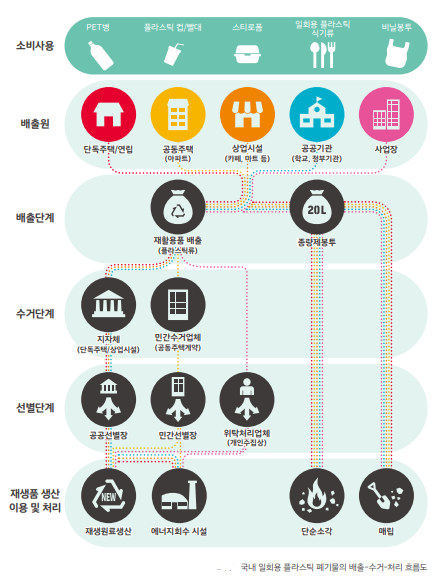 소비사용
PET병
플라스틱 컵/빨대
스티로폼
일회용 플라스틱
식기류
비닐봉투
배출원
단독주택/연립
공동주택
(아파트)
상업시설
(카페, 마트 등)
공공기관
(학교, 정부기관)
사업장
배출단계
재활용품 배출
(플라스틱류)
20L
종량제봉투
수거단계
지자체
(단독주택/상업시설)
민간수거업체
(공동주택계약)
선별단계
공공선별장
민간선별장
위탁처리업체
(개인수집상)
재생품 생산
이용 및 처리
NEW
재생원료생산
에너지회수 시설
단순소각
매립
국내 일회용 플라스틱 폐기물의 배출-수거-처리 흐름도